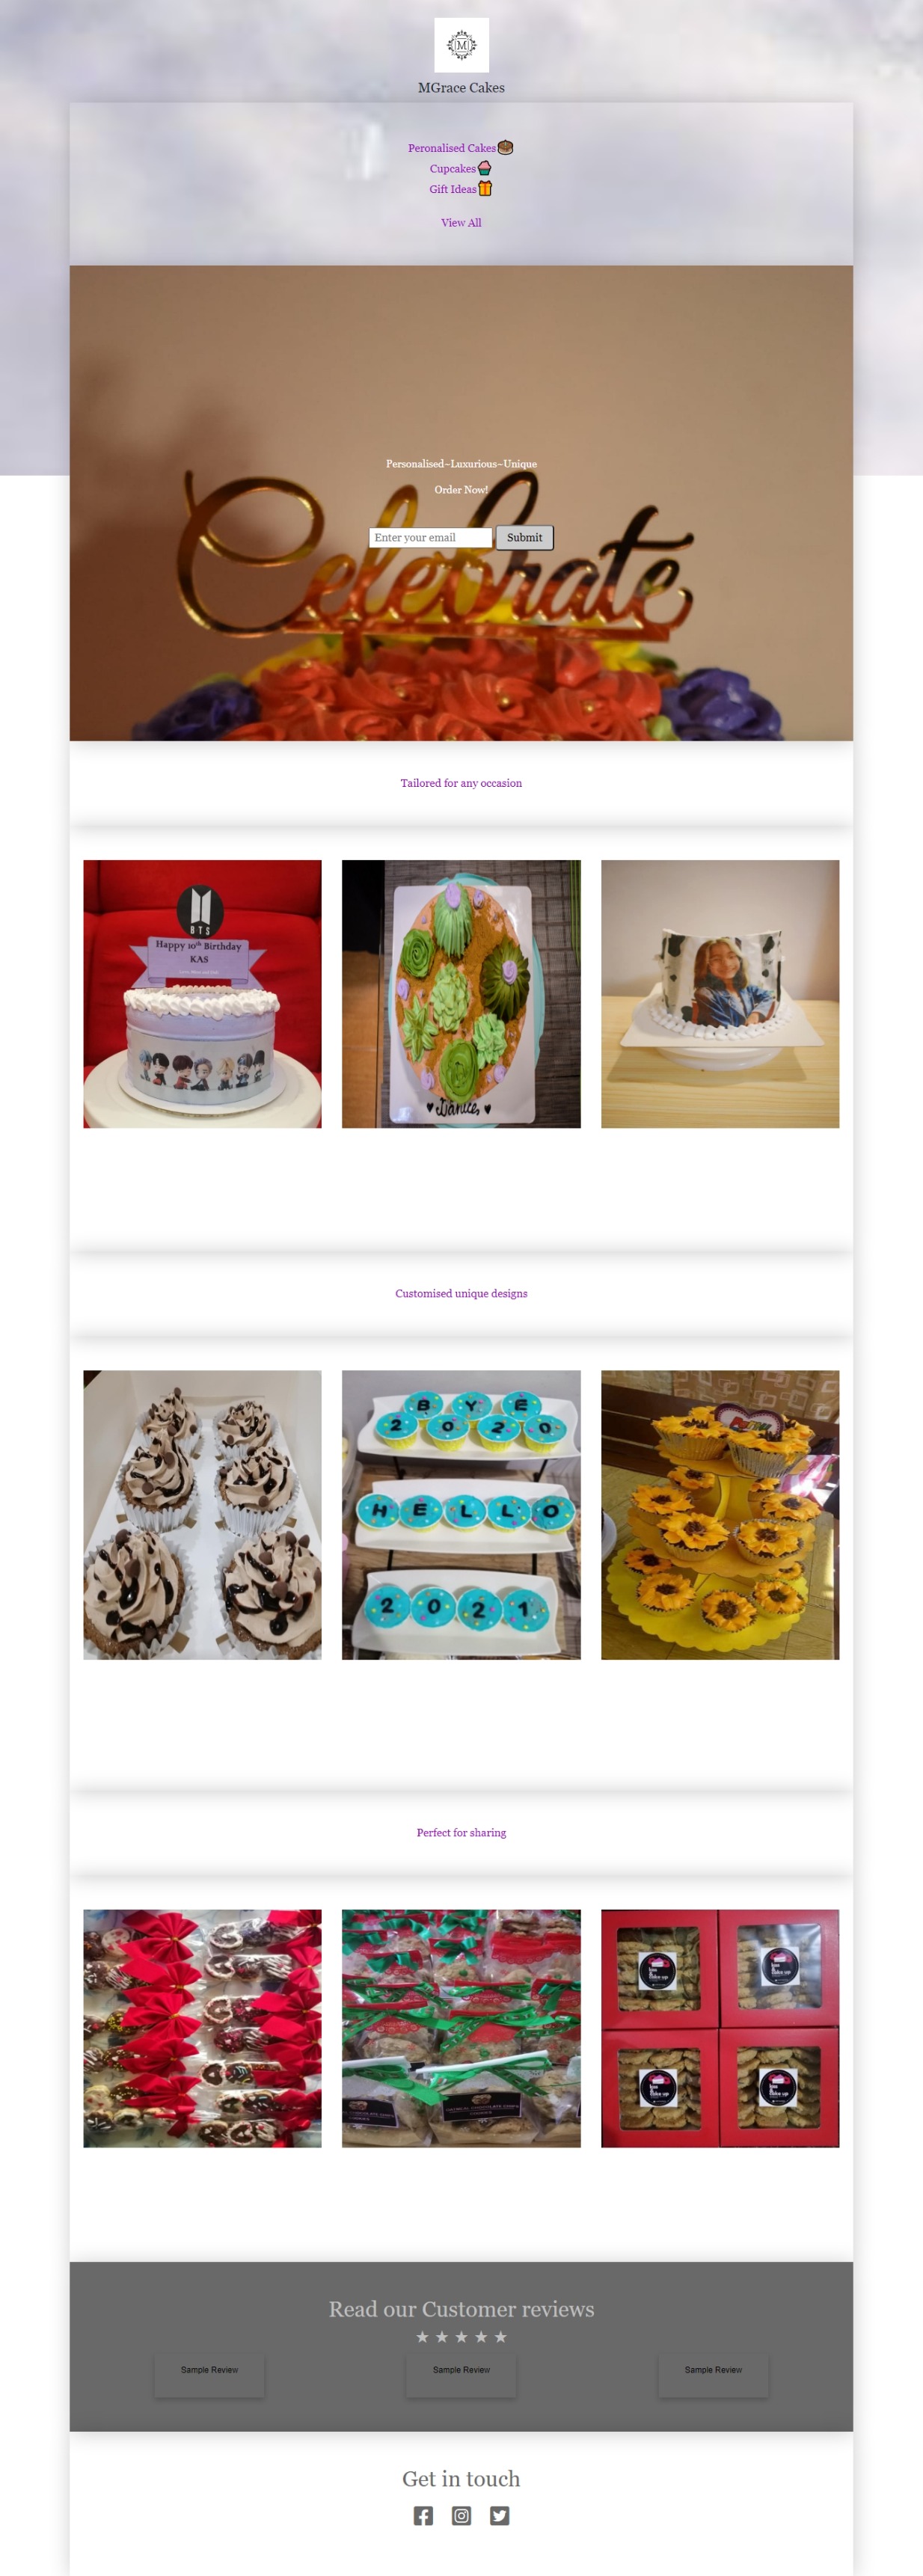 M
MGrace Cakes
Peronalised Cakes
Cupcakes
Gift Ideas
View All
Personalised~Luxurious~Unique
Order Now!
Enter your email Submit
Celebrate
Tailored for any occasion
BTS
Happy 10th Birthday
KAS
Danice
Customised unique designs
BYE
2020
HELLO
2021
Perfect for sharing
Read our Customer reviews
★ ★ ★ ★ ★
Sample Review Sample Review Sample Review
Get in touch